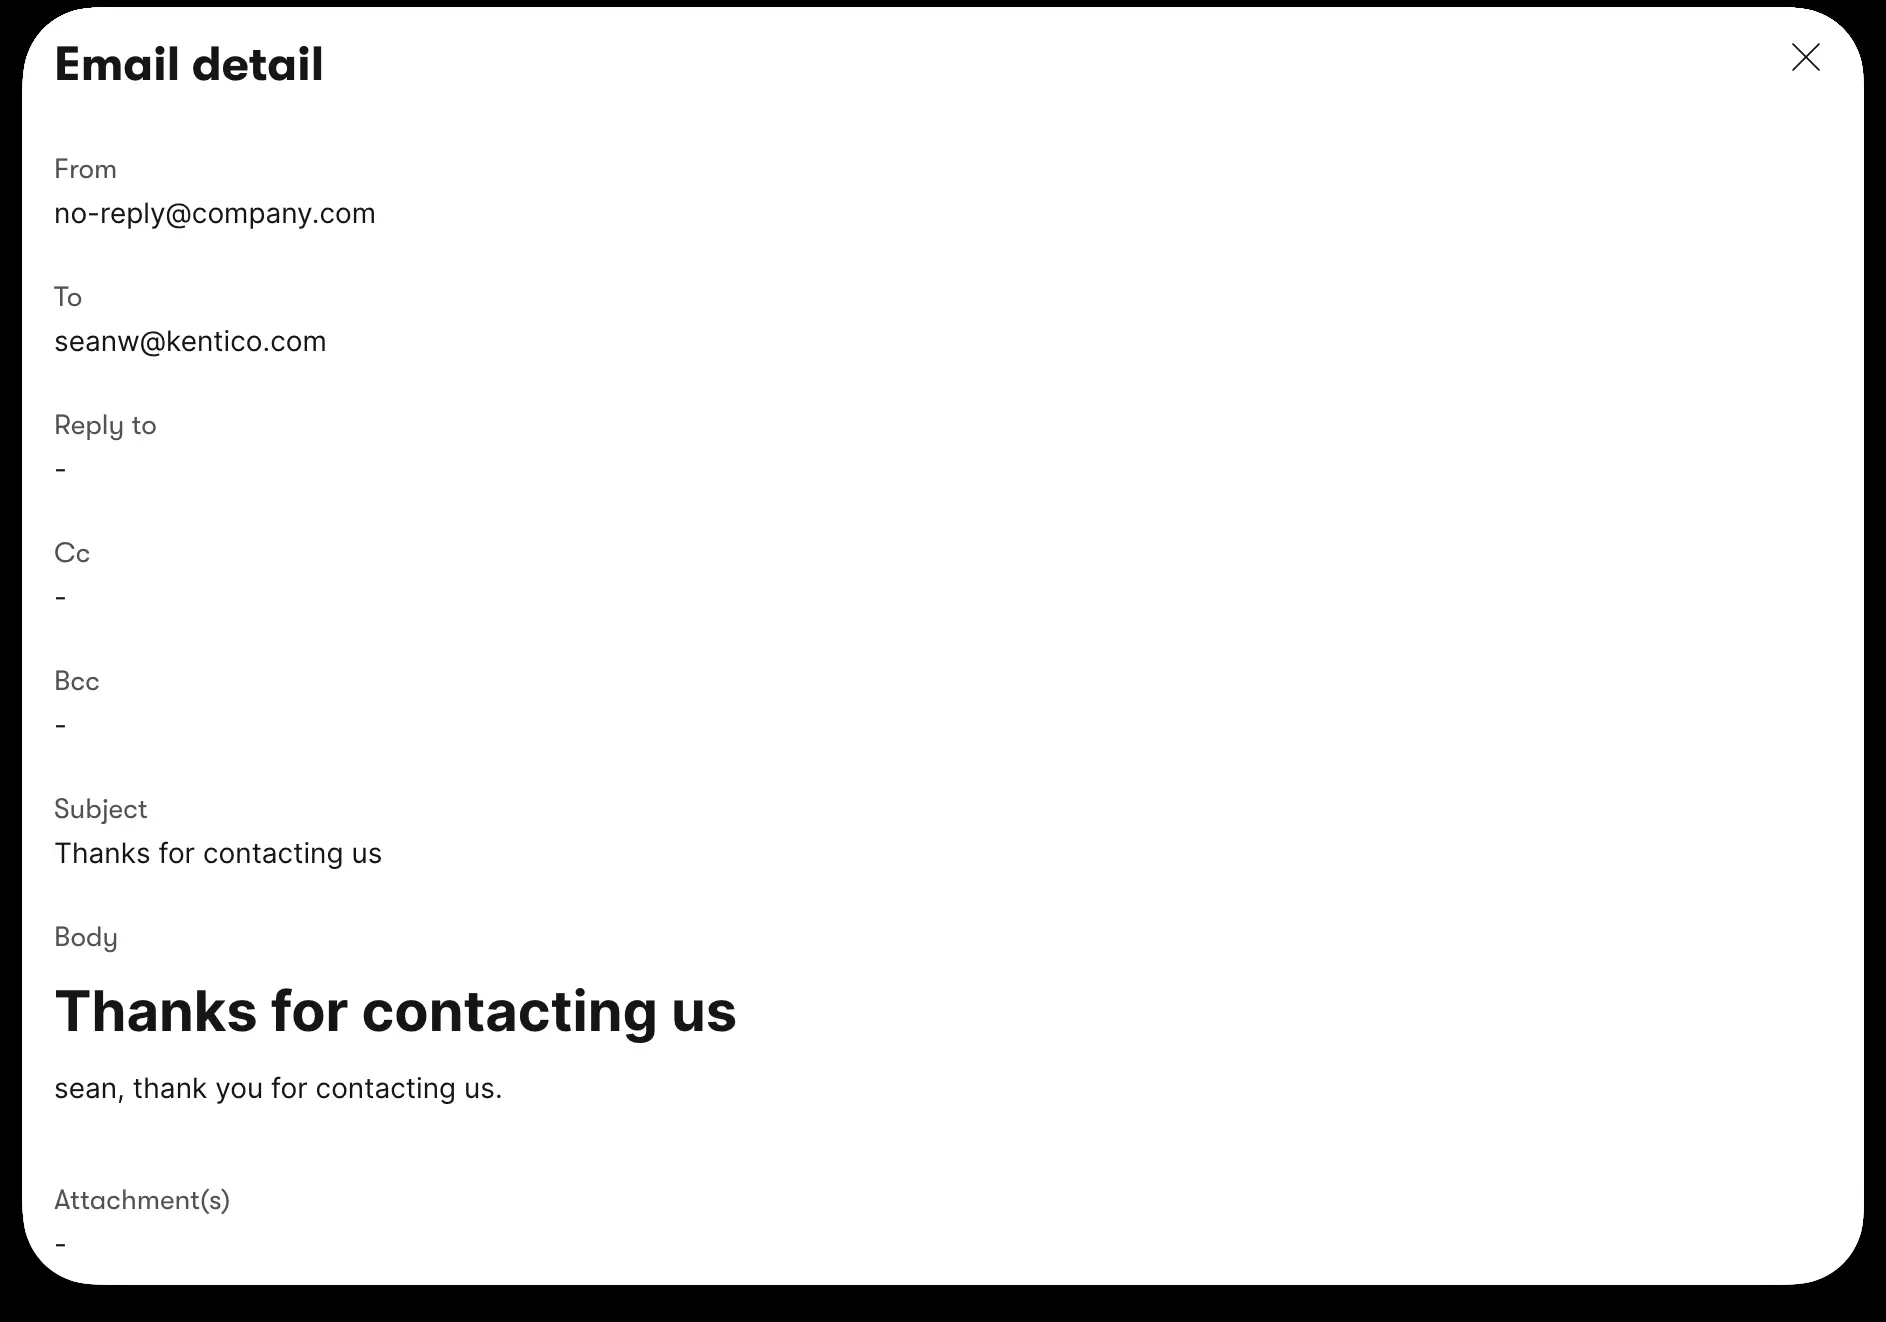 Email detail
From
no-reply@company.com
To
seanw@kentico.com
Reply to
-
Cc
-
Bcc
-
Subject
Thanks for contacting us
Body
Thanks for contacting us
sean, thank you for contacting us.
Attachment(s)
-